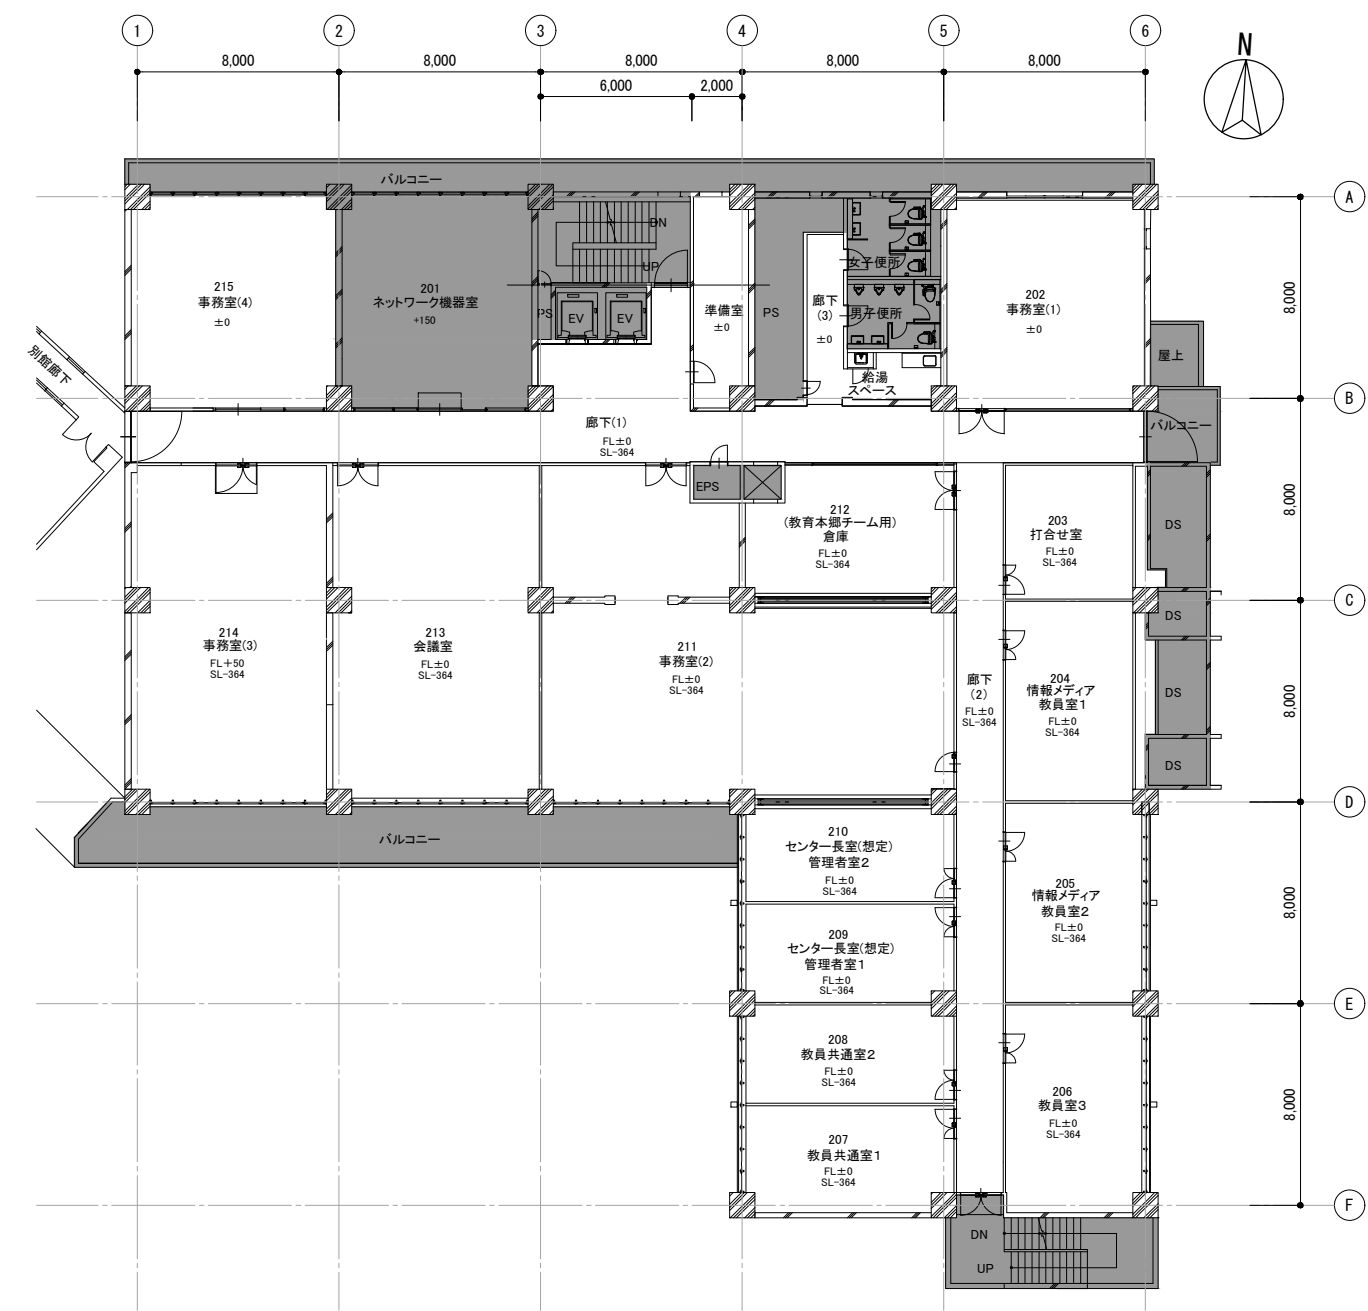 1
2
3
4
5
6
N
8,000
8,000
8,000
8,000
8,000
6,000
2,000
A
B
C
D
E
F
8,000
8,000
8,000
8,000
8,000
バルコニー
215
事務室(4)
±0
201
ネットワーク機器室
+150
DN
UP
PS
EV
EV
準備室
±0
PS
廊下
(3)
±0
女子便所
男子便所
給湯
スペース
202
事務室(1)
±0
屋上
バルコニー
別館廊下
廊下(1)
FL±0
SL-364
EPS
212
(教育本郷チーム用)
倉庫
FL±0
SL-364
203
打合せ室
FL±0
SL-364
DS
DS
DS
DS
214
事務室(3)
FL+50
SL-364
213
会議室
FL±0
SL-364
211
事務室(2)
FL±0
SL-364
廊下
(2)
FL±0
SL-364
204
情報メディア
教員室1
FL±0
SL-364
バルコニー
210
センター長室(想定)
管理者室2
FL±0
SL-364
205
情報メディア
教員室2
FL±0
SL-364
209
センター長室(想定)
管理者室1
FL±0
SL-364
208
教員共通室2
FL±0
SL-364
206
教員室3
FL±0
SL-364
207
教員共通室1
FL±0
SL-364
DN
UP